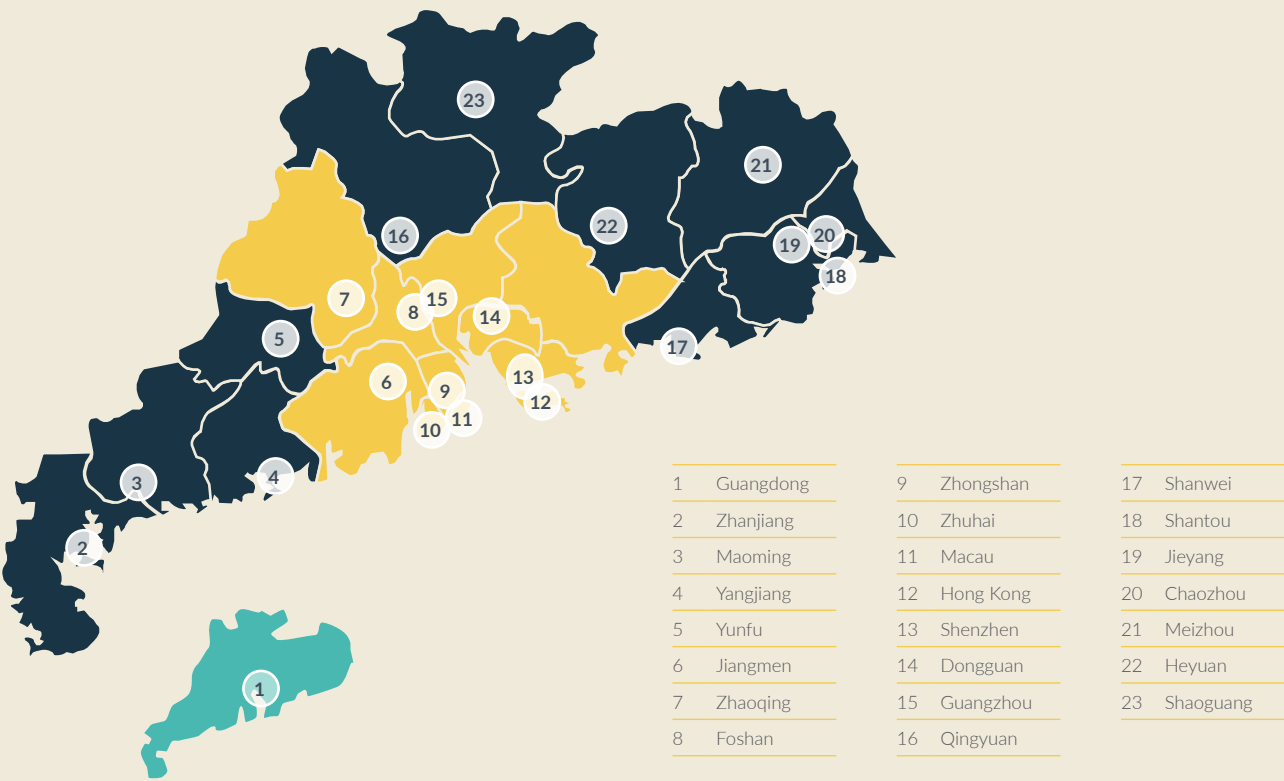 23
21
22
20
16
19
18
7
15
8
14
5
17
13
6
9
12
11
10
4
3
2
1
1 Guangdong
2 Zhanjiang
3 Maoming
4 Yangjiang
5 Yunfu
6 Jiangmen
7 Zhaoqing
8 Foshan
9 Zhongshan
10 Zhuhai
11 Macau
12 Hong Kong
13 Shenzhen
14 Dongguan
15 Guangzhou
16 Qingyuan
17 Shanwei
18 Shantou
19 Jieyang
20 Chaozhou
21 Meizhou
22 Heyuan
23 Shaoguang